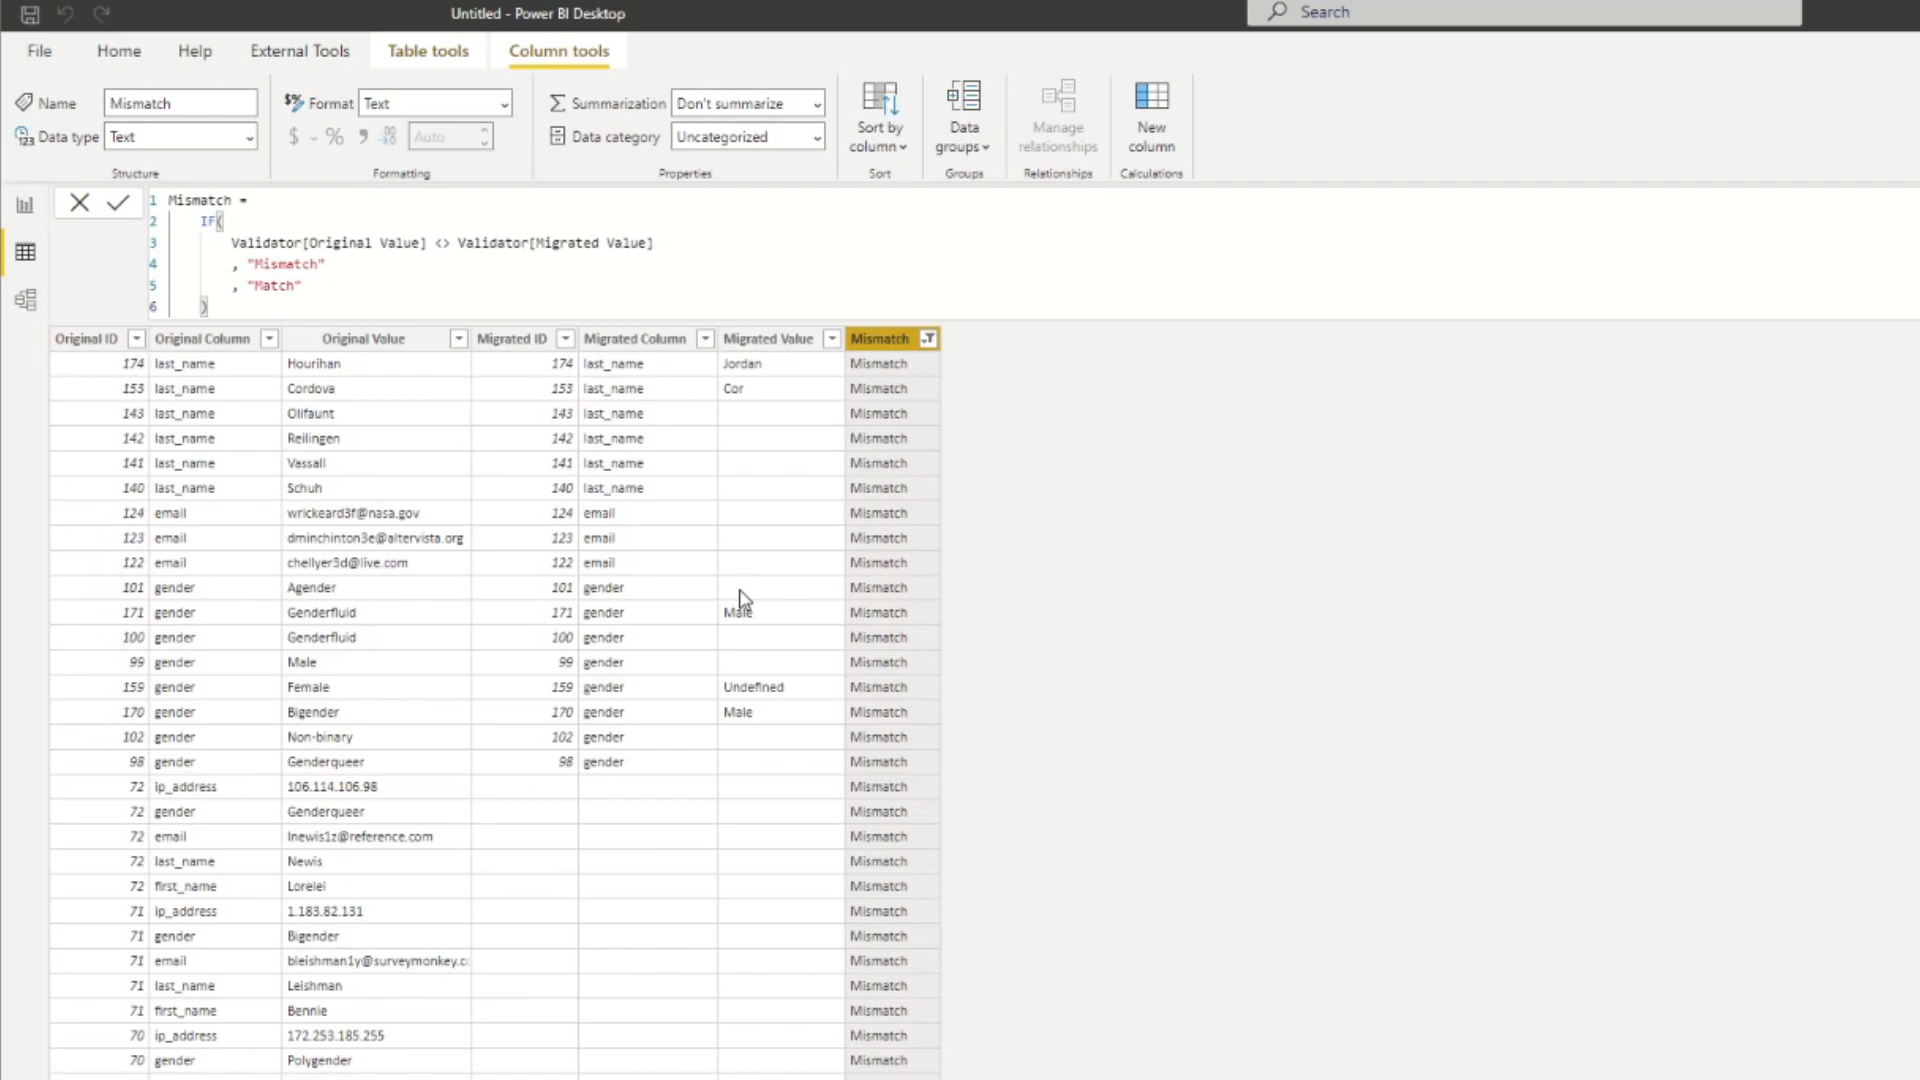 Untitled - Power BI Desktop
Search
File Home Help External Tools Table tools Column tools
Name Mismatch
Data type Text
Structure
Format Text
$ % Auto
Formatting
Summarization Don't summarize
Data category Uncategorized
Properties
Sort by column
Sort
Data groups
Groups
Manage relationships
Relationships
New column
Calculations
1 Mismatch =
2 IF(
3 Validator[Original Value] <> Validator[Migrated Value]
4 , "Mismatch"
5 , "Match"
6 )
Original ID Original Column Original Value Migrated ID Migrated Column Migrated Value Mismatch
174 last_name Hourihan 174 last_name Jordan Mismatch
153 last_name Cordova 153 last_name Cor Mismatch
143 last_name Olifaunt 143 last_name Mismatch
142 last_name Reilingen 142 last_name Mismatch
141 last_name Vassall 141 last_name Mismatch
140 last_name Schuh 140 last_name Mismatch
124 email wrickeard3f@nasa.gov 124 email Mismatch
123 email dminchinton3e@altervista.org 123 email Mismatch
122 email chellyer3d@live.com 122 email Mismatch
101 gender Agender 101 gender Mismatch
171 gender Genderfluid 171 gender Male Mismatch
100 gender Genderfluid 100 gender Mismatch
99 gender Male 99 gender Mismatch
159 gender Female 159 gender Undefined Mismatch
170 gender Bigender 170 gender Male Mismatch
102 gender Non-binary 102 gender Mismatch
98 gender Genderqueer 98 gender Mismatch
72 ip_address 106.114.106.98 Mismatch
72 gender Genderqueer Mismatch
72 email lnewis1z@reference.com Mismatch
72 last_name Newis Mismatch
72 first_name Lorelei Mismatch
71 ip_address 1.183.82.131 Mismatch
71 gender Bigender Mismatch
71 email bleishman1y@surveymonkey.cc Mismatch
71 last_name Leishman Mismatch
71 first_name Bennie Mismatch
70 ip_address 172.253.185.255 Mismatch
70 gender Polygender Mismatch